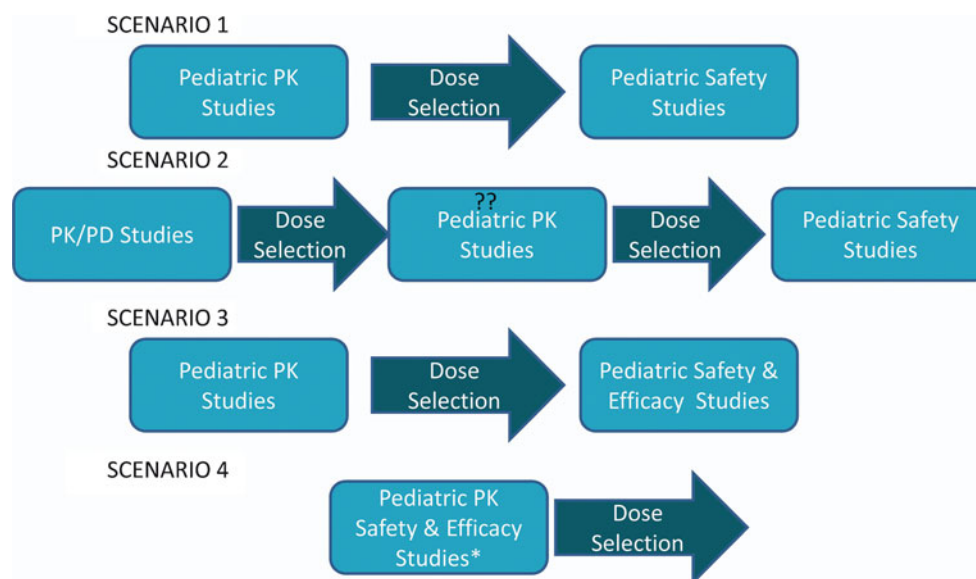 SCENARIO 1
Pediatric PK
Studies
Dose
Selection
Pediatric Safety
Studies
SCENARIO 2
PK/PD Studies
Dose
Selection
??
Pediatric PK
Studies
Dose
Selection
Pediatric Safety
Studies
SCENARIO 3
Pediatric PK
Studies
Dose
Selection
Pediatric Safety &
Efficacy Studies
SCENARIO 4
Pediatric PK
Safety & Efficacy
Studies*
Dose
Selection